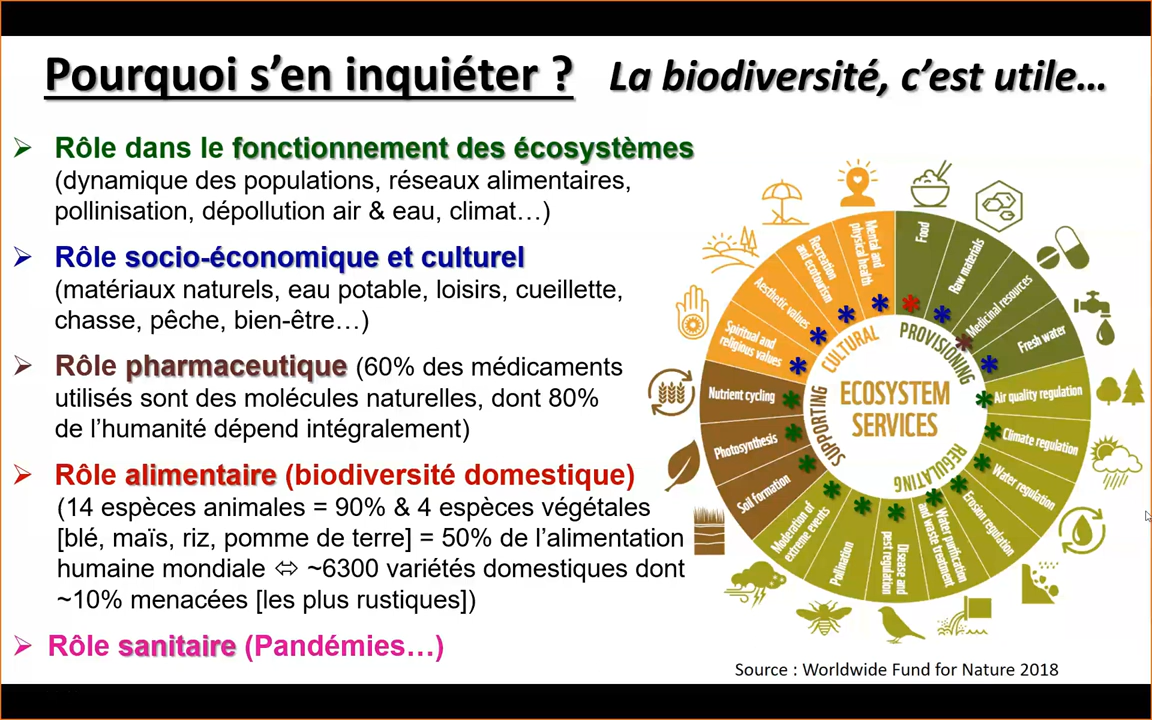 Pourquoi s’en inquiéter ? La biodiversité, c’est utile…
➢ Rôle dans le fonctionnement des écosystèmes
(dynamique des populations, réseaux alimentaires,
pollinisation, dépollution air & eau, climat…)
➢ Rôle socio-économique et culturel
(matériaux naturels, eau potable, loisirs, cueillette,
chasse, pêche, bien-être…)
➢ Rôle pharmaceutique (60% des médicaments
utilisés sont des molécules naturelles, dont 80%
de l’humanité dépend intégralement)
➢ Rôle alimentaire (biodiversité domestique)
(14 espèces animales = 90% & 4 espèces végétales
[blé, maïs, riz, pomme de terre] = 50% de l’alimentation
humaine mondiale ⇔ ~6300 variétés domestiques dont
~10% menacées [les plus rustiques])
➢ Rôle sanitaire (Pandémies…)
ECOSYSTEM
SERVICES
PROVISIONING
Food
Raw materials
Medicinal resources
Fresh water
REGULATING
Air quality regulation
Climate regulation
Water regulation
Erosion regulation
Water purification
and waste treatment
Disease and
pest regulation
Pollination
Moderation of
extreme events
SUPPORTING
Soil formation
Photosynthesis
Nutrient cycling
CULTURAL
Spiritual and
religious values
Aesthetic values
Recreation
and ecotourism
Mental and
physical health
Source : Worldwide Fund for Nature 2018